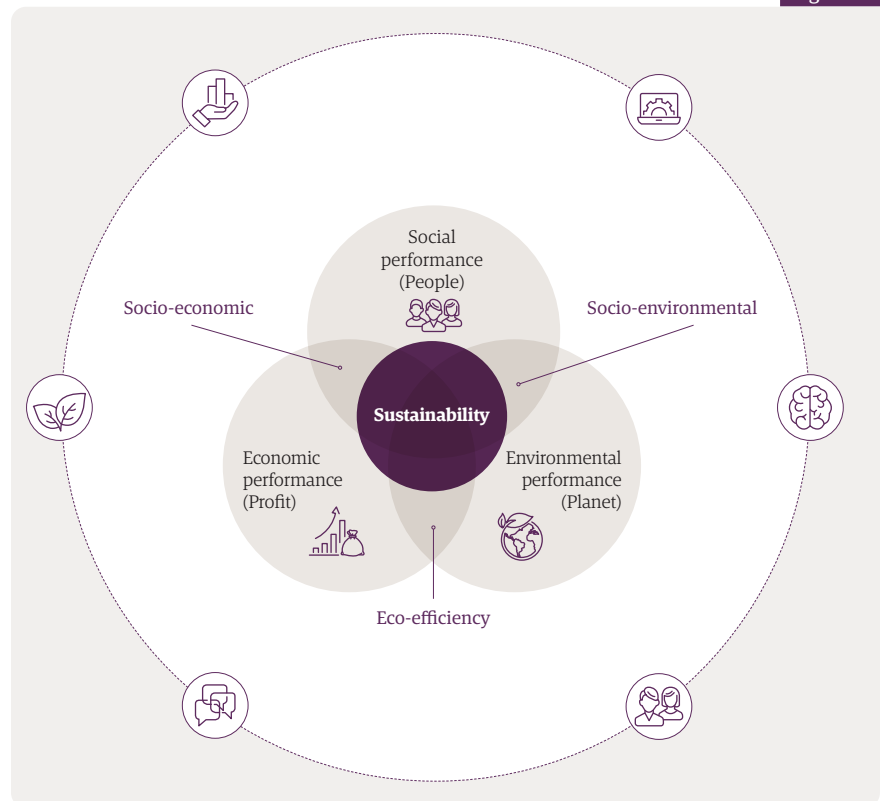 Social
performance
(People)
Socio-economic
Socio-environmental
Sustainability
Economic
performance
(Profit)
Environmental
performance
(Planet)
Eco-efficiency